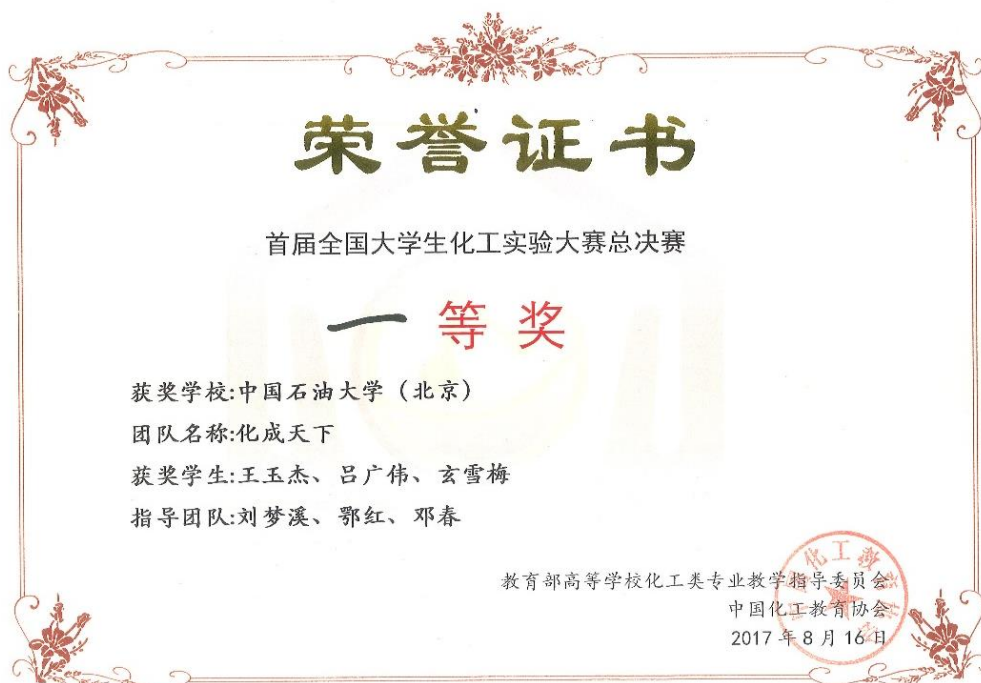 荣誉证书
首届全国大学生化工实验大赛总决赛
一等奖
获奖学校:中国石油大学（北京）
团队名称:化成天下
获奖学生:王玉杰、吕广伟、玄雪梅
指导团队:刘梦溪、鄂红、邓春
教育部高等学校化工类专业教学指导委员会
中国化工教育协会
2017年8月16日